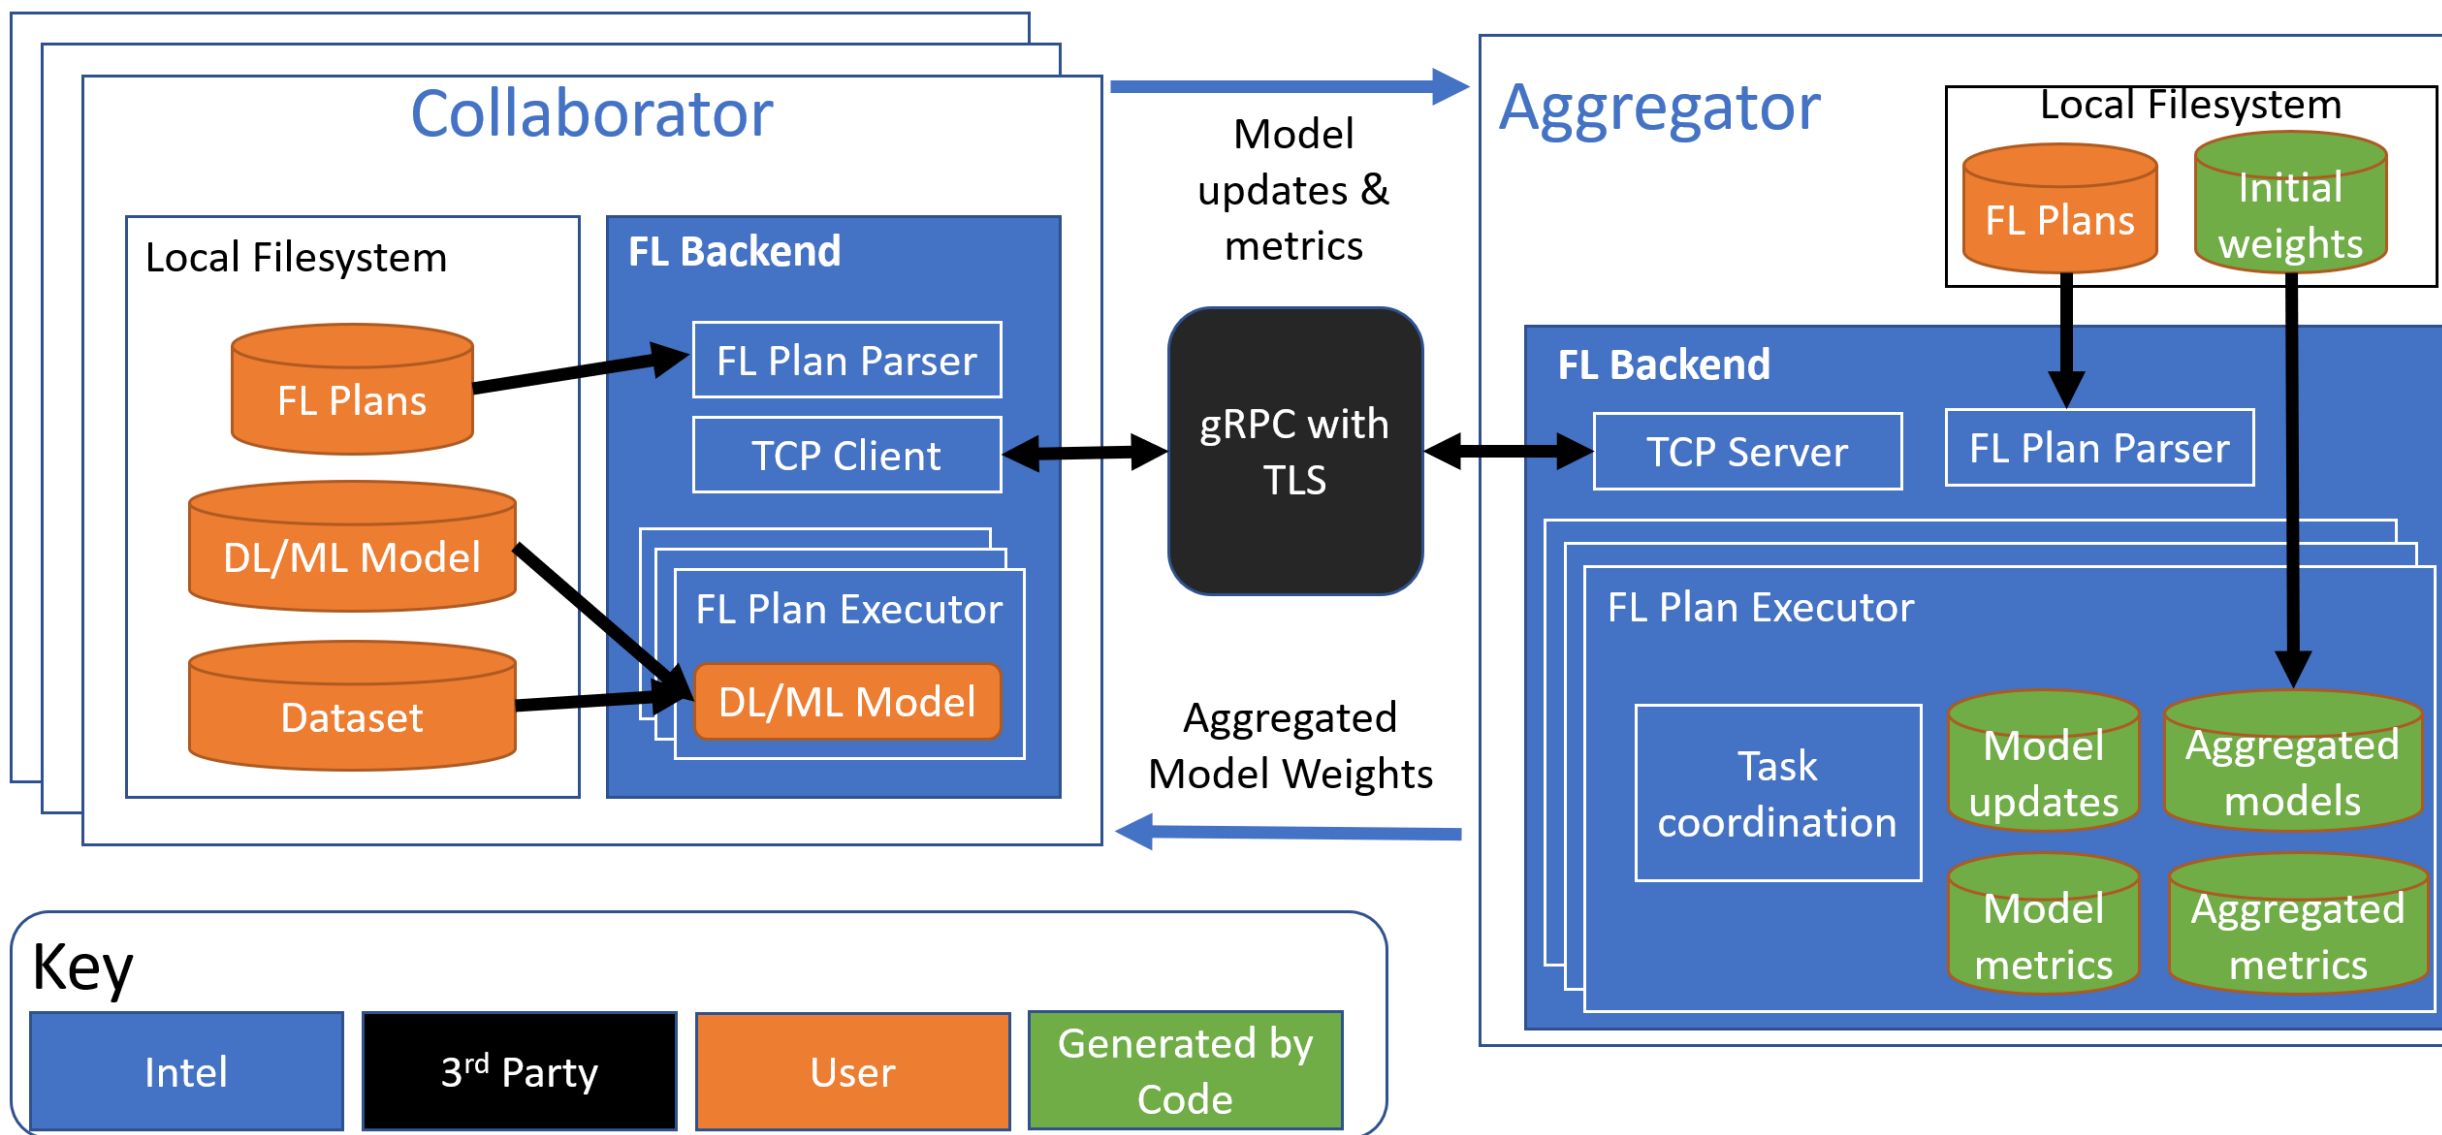 Collaborator
Local Filesystem
FL Plans
DL/ML Model
Dataset
FL Backend
FL Plan Parser
TCP Client
FL Plan Executor
DL/ML Model
Model
updates &
metrics
gRPC with
TLS
Aggregated
Model Weights
Aggregator
Local Filesystem
FL Plans
Initial
weights
FL Backend
TCP Server
FL Plan Parser
FL Plan Executor
Task
coordination
Model
updates
Aggregated
models
Model
metrics
Aggregated
metrics
Key
Intel
3rd Party
User
Generated by
Code